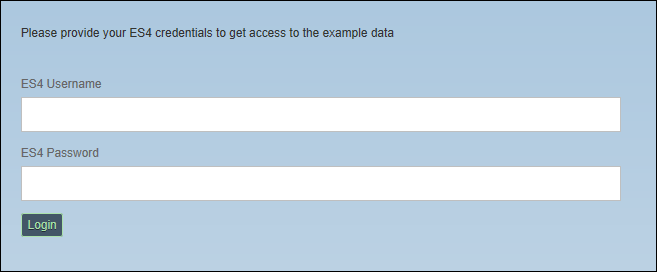 Please provide your ES4 credentials to get access to the example data
ES4 Username
ES4 Password
Login